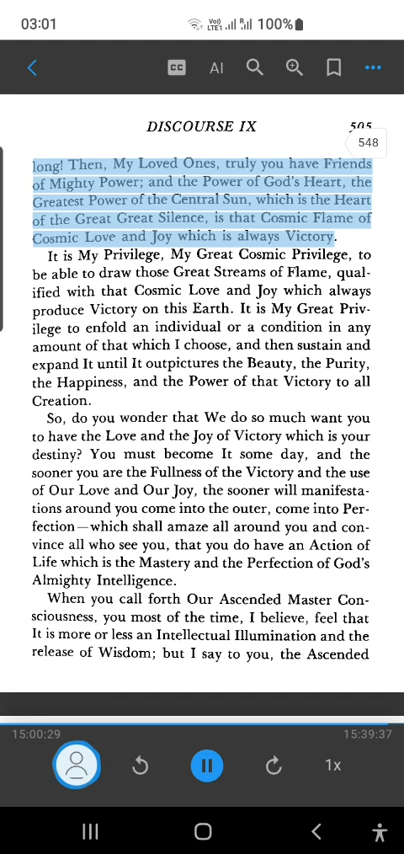 03:01
Vo)) LTE1 R 100%
CC AI
DISCOURSE IX 505
548
long! Then, My Loved Ones, truly you have Friends
of Mighty Power; and the Power of God's Heart, the
Greatest Power of the Central Sun, which is the Heart
of the Great Great Silence, is that Cosmic Flame of
Cosmic Love and Joy which is always Victory.
It is My Privilege, My Great Cosmic Privilege, to
be able to draw those Great Streams of Flame, qual-
ified with that Cosmic Love and Joy which always
produce Victory on this Earth. It is My Great Priv-
ilege to enfold an individual or a condition in any
amount of that which I choose, and then sustain and
expand It until It outpictures the Beauty, the Purity,
the Happiness, and the Power of that Victory to all
Creation.
So, do you wonder that We do so much want you
to have the Love and the Joy of Victory which is your
destiny? You must become It some day, and the
sooner you are the Fullness of the Victory and the use
of Our Love and Our Joy, the sooner will manifesta-
tions around you come into the outer, come into Per-
fection—which shall amaze all around you and con-
vince all who see you, that you do have an Action of
Life which is the Mastery and the Perfection of God's
Almighty Intelligence.
When you call forth Our Ascended Master Con-
sciousness, you most of the time, I believe, feel that
It is more or less an Intellectual Illumination and the
release of Wisdom; but I say to you, the Ascended
15:00:29 15:39:37
1x